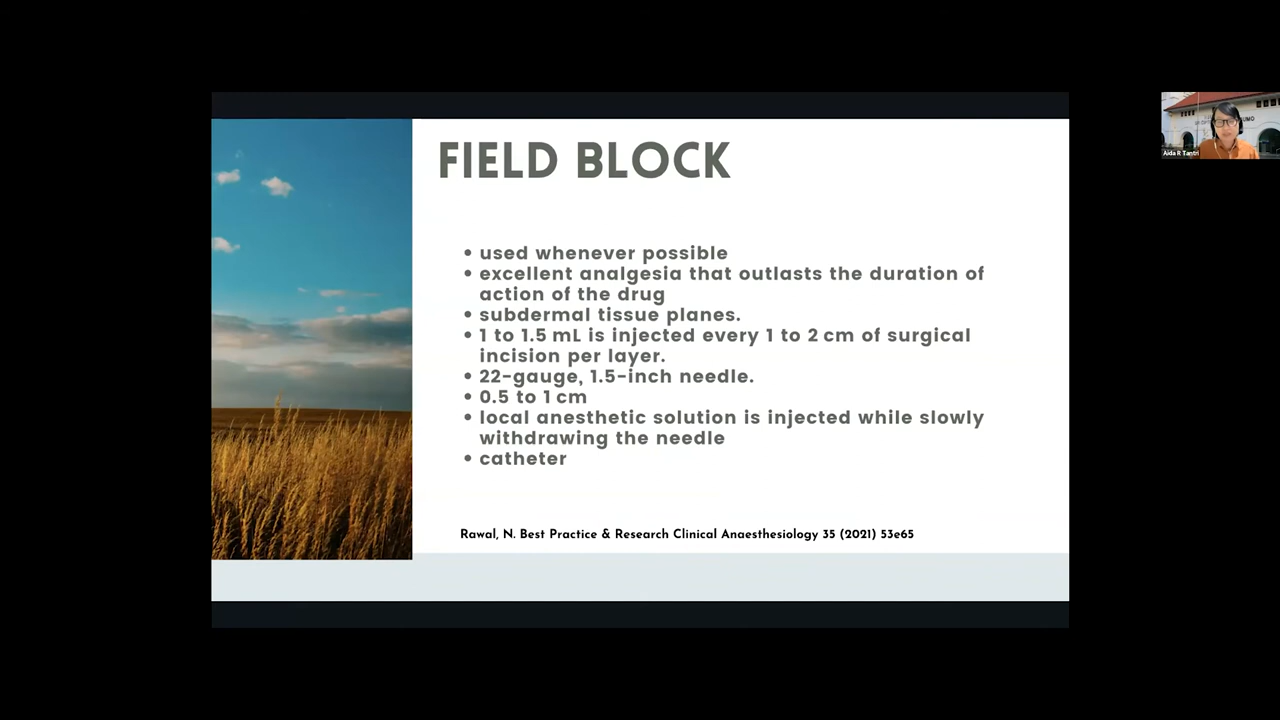 FIELD BLOCK
• used whenever possible
• excellent analgesia that outlasts the duration of
action of the drug
• subdermal tissue planes.
• 1 to 1.5 mL is injected every 1 to 2 cm of surgical
incision per layer.
• 22-gauge, 1.5-inch needle.
• 0.5 to 1 cm
• local anesthetic solution is injected while slowly
withdrawing the needle
• catheter
Rawal, N. Best Practice & Research Clinical Anaesthesiology 35 (2021) 53e65
Aida R Tantri